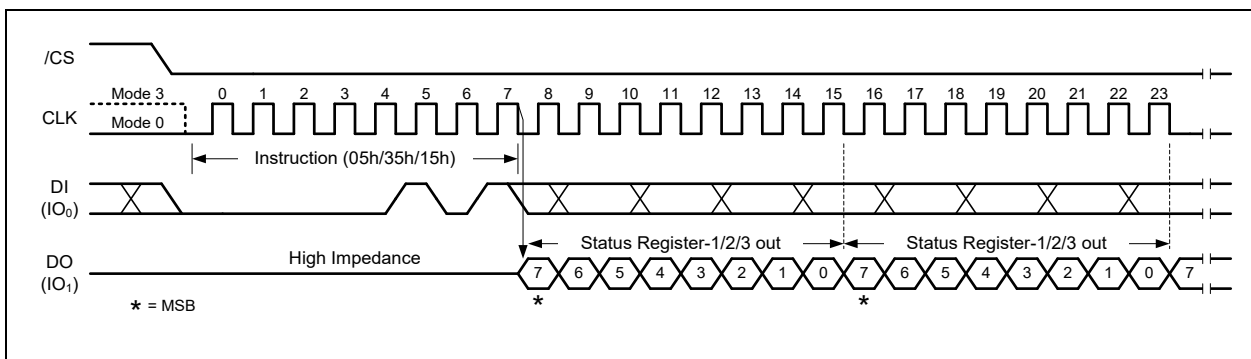 /CS
Mode 3 0 1 2 3 4 5 6 7 8 9 10 11 12 13 14 15 16 17 18 19 20 21 22 23
CLK Mode 0
Instruction (05h/35h/15h)
DI
(IO₀)
Status Register-1/2/3 out Status Register-1/2/3 out
High Impedance
DO 7 6 5 4 3 2 1 0 7 6 5 4 3 2 1 0 7
(IO₁)
* *
* = MSB